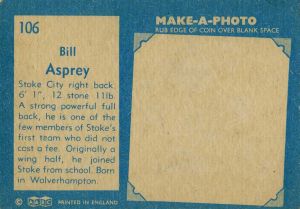 106
Bill
Asprey
Stoke City right back.
6' 1", 12 stone 11lb.
A strong powerful full
back, he is one of the
few members of Stoke's
first team who did not
cost a fee. Originally a
wing half, he joined
Stoke from school. Born
in Wolverhampton.
© A&BC PRINTED IN ENGLAND
MAKE-A-PHOTO
RUB EDGE OF COIN OVER BLANK SPACE